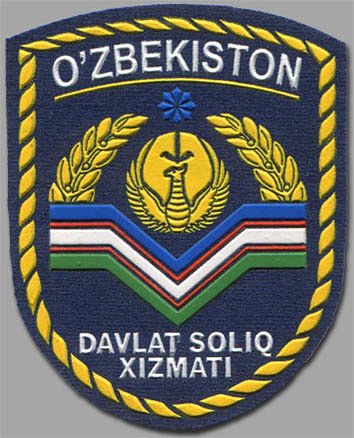 O'ZBEKISTON
DAVLAT SOLIQ
XIZMATI